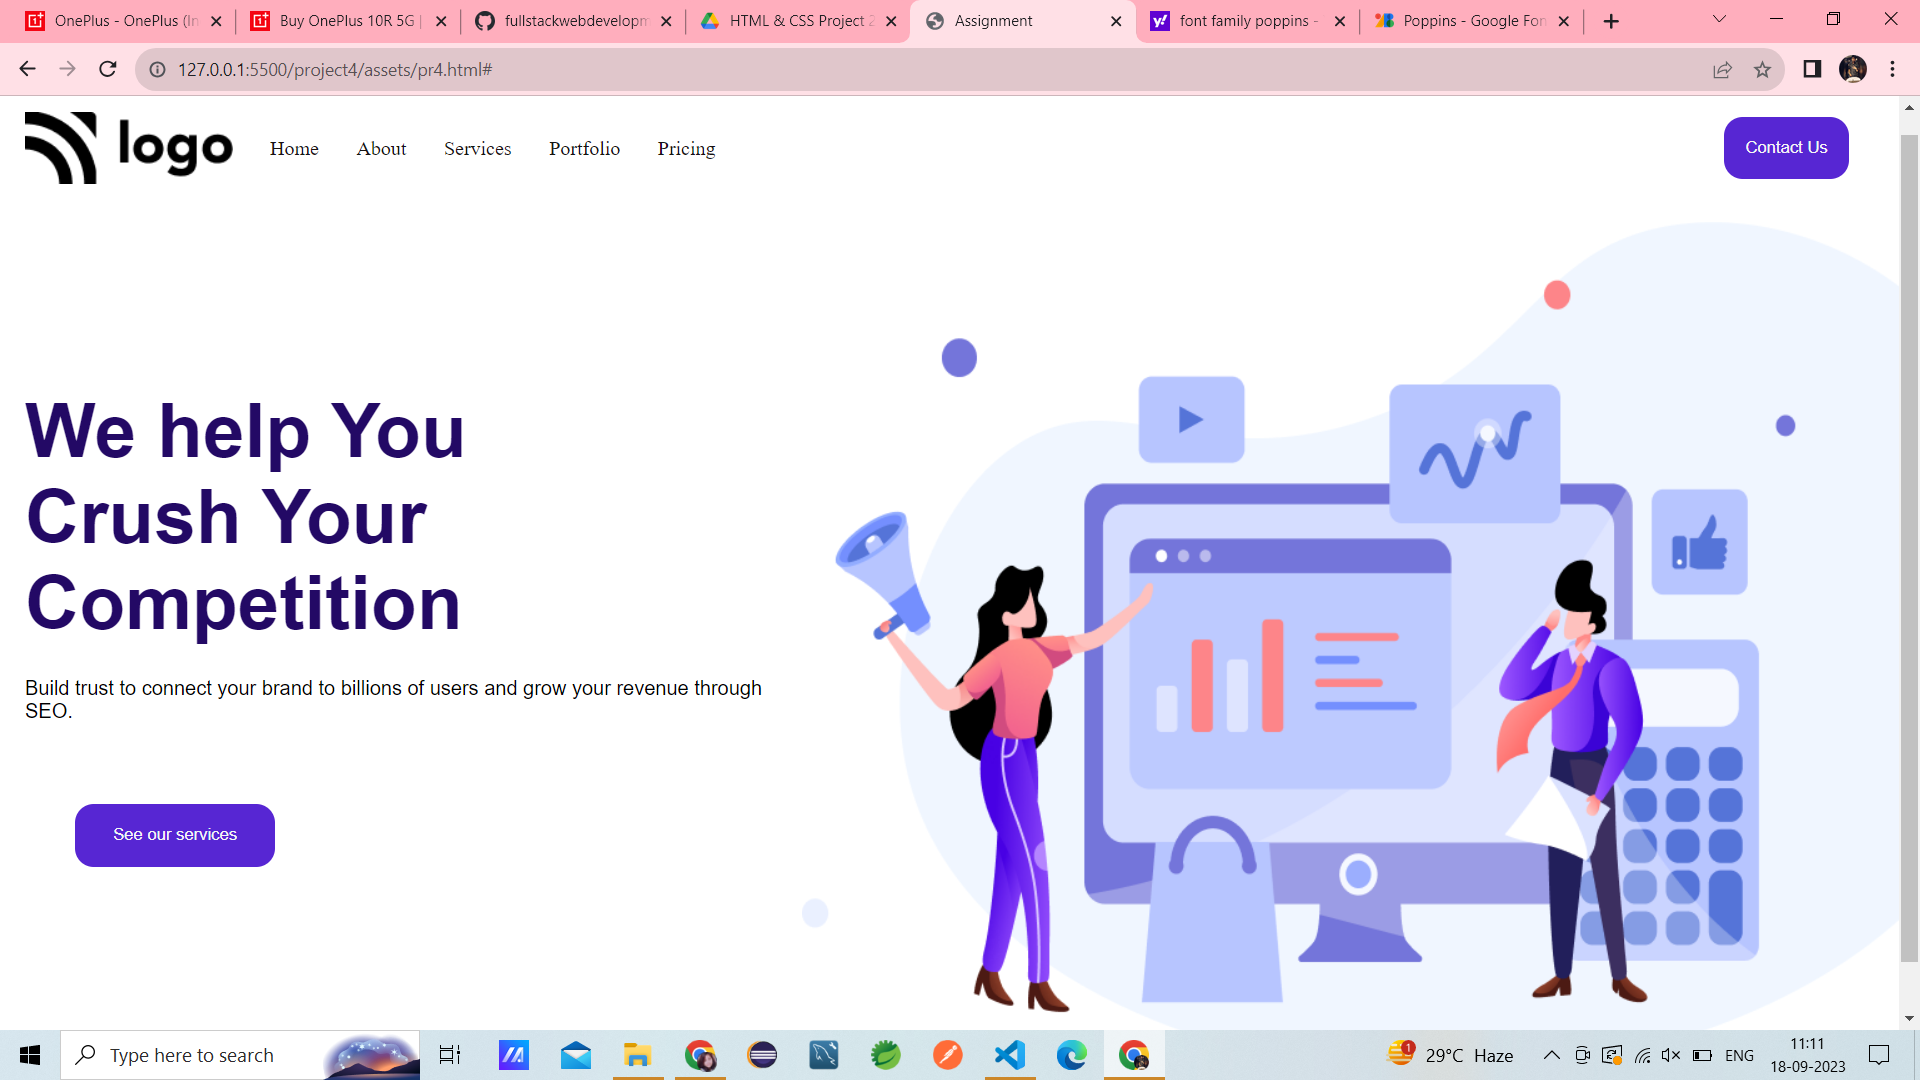 OnePlus - OnePlus (In
Buy OnePlus 10R 5G |
fullstackwebdevelopm
HTML & CSS Project 2
Assignment
font family poppins -
Poppins - Google Fon
127.0.0.1:5500/project4/assets/pr4.html#
logo
Home
About
Services
Portfolio
Pricing
Contact Us
We help You
Crush Your
Competition
Build trust to connect your brand to billions of users and grow your revenue through
SEO.
See our services
Type here to search
1
29°C Haze
ENG
11:11
18-09-2023